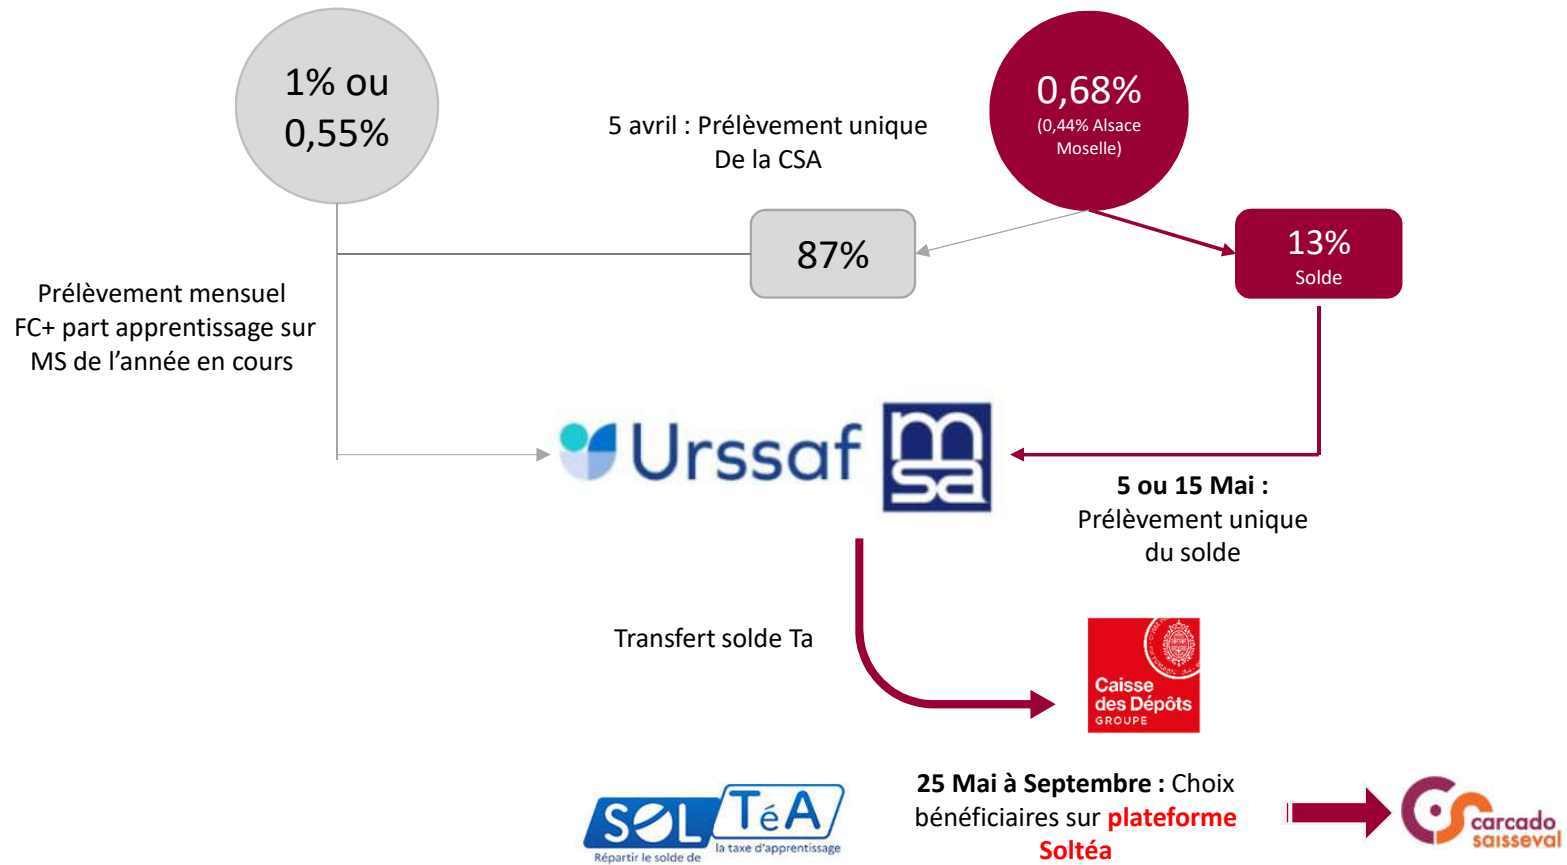 1% ou
0,55%
5 avril : Prélèvement unique
De la CSA
0,68%
(0,44% Alsace
Moselle)
87%
13%
Solde
Prélèvement mensuel
FC+ part apprentissage sur
MS de l’année en cours
Urssaf
msa
5 ou 15 Mai :
Prélèvement unique
du solde
Transfert solde Ta
Caisse
des Dépôts
GROUPE
SOLTéA
Répartir le solde de la taxe d'apprentissage
25 Mai à Septembre : Choix
bénéficiaires sur plateforme
Soltéa
carcado
saisseval